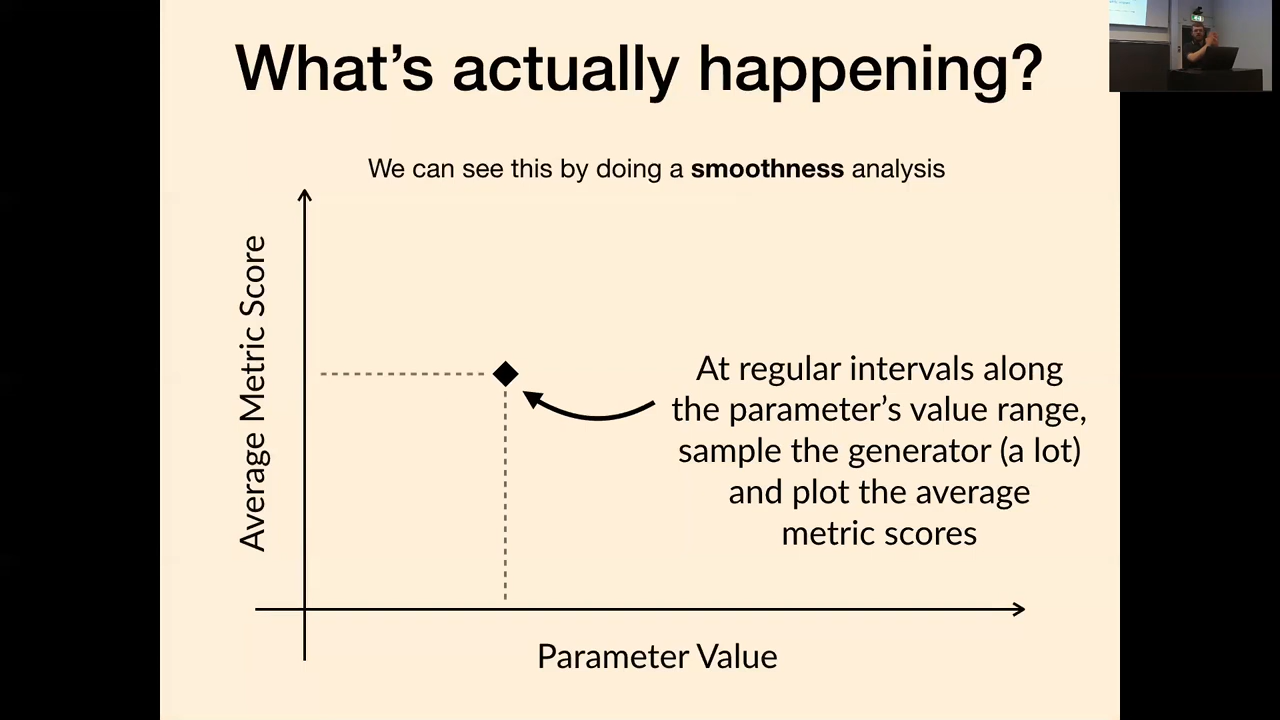 What’s actually happening?
We can see this by doing a smoothness analysis
Average Metric Score
At regular intervals along
the parameter’s value range,
sample the generator (a lot)
and plot the average
metric scores
Parameter Value